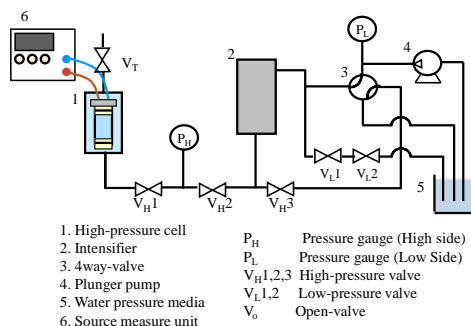 6
V_T
P_L
4
2
3
1
P_H
V_L1 V_L2
5
V_H1 V_H2 V_H3
1. High-pressure cell
2. Intensifier
3. 4way-valve
4. Plunger pump
5. Water pressure media
6. Source measure unit
P_H Pressure gauge (High side)
P_L Pressure gauge (Low Side)
V_H1,2,3 High-pressure valve
V_L1,2 Low-pressure valve
V_o Open-valve